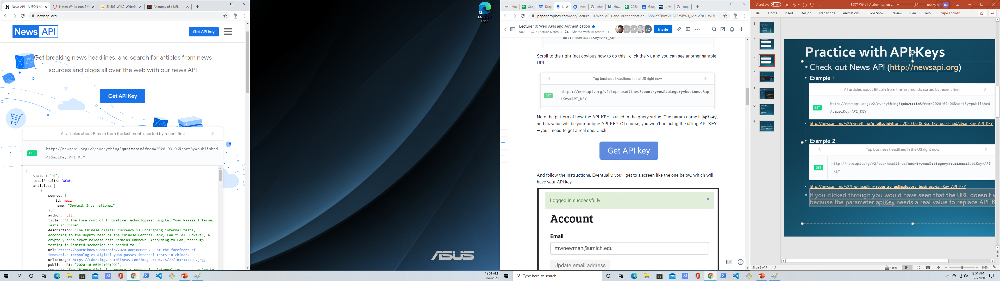 News API - A JSON AP
Notes: W4 Lesson 2 W
SI_507_W4L2_WebAPI
Anatomy of a URL
newsapi.org
News API
Get API key
Get breaking news headlines, and search for articles from news
sources and blogs all over the web with our news API
Get API Key
All articles about Bitcoin from the last month, sorted by recent first
GET
http://newsapi.org/v2/everything?q=bitcoin&from=2020-09-06&sortBy=published
At&apiKey=API_KEY
{
status: "ok",
totalResults: 3030,
- articles: [
- {
- source: {
id: null,
name: "Sputnik International"
},
author: null,
title: "At the Forefront of Innovative Technologies: Digital Yuan Passes Internal
Tests in China",
description: "The Chinese digital currency is undergoing internal tests,
according to the deputy head of the Chinese Central Bank, Fan Yifei. However, a
crypto yuan's exact release date remains unknown. According to Fan, thorough
testing in limited scenarios are needed to …",
url: https://sputniknews.com/asia/202010061080669759-at-the-forefront-of-
innovative-technologies-digital-yuan-passes-internal-tests-in-china/,
urlToImage: https://cdn2.img.sputniknews.com/images/104714/77/1047147729.jpg,
publishedAt: "2020-10-06T04:00:00Z",
content: "The Chinese digital currency is undergoing internal tests, according to
Microsoft
Edge
ASUS
12:51 AM
10/6/2020
Inbo
Cop
Drop
L
Mes
what
IA How
2020
Goo
Univ
stop
paper.dropbox.com/doc/Lecture-10-Web-APIs-and-Authentication--A88LcYTBIntVHAF3c5BWJ_IIAg-e7n11WI3i...
Lecture 10: Web APIs and Authentication
507 > ... > Lecture Notes • Shared with 75 others + I
LL
ZX
72
Invite
ublishedAt&apiKey=API_KEY
Scroll to the right (not obvious how to do this—click the >), and you can see another sample
URL:
Top business headlines in the US right now
GET
https://newsapi.org/v2/top-headlines?country=us&category=business&ap
iKey=API_KEY
Note the pattern of how the API_KEY is used in the query string. The param name is apiKey,
and its value will be your unique API_KEY. Of course, you won't be using the string API_KEY
—you'll need to get a real one. Click
Get API key
And follow the instructions. Eventually, you'll get to a screen like the one below, which will
have your API key.
Logged in successfully.
×
Account
Email
mwnewman@umich.edu
Update email address
Type here to search
AutoSave Off
SI507_W6_L1_Authentication_...
Bobby M
BM
File Home Insert Design Transitions Animations Slide Show Review View Help Shape Format
1
2
3
4
5
6
7
Practice with API Keys
• Check out News API (http://newsapi.org)
• Example 1
All articles about Bitcoin from the last month, sorted by recent first
GET
http://newsapi.org/v2/everything?q=bitcoin&from=2020-09-06&sortBy=published
At&apiKey=API_KEY
• http://newsapi.org/v2/everything?q=bitcoin&from=2020-09-06&sortBy=publishedAt&apiKey=API_KEY
• Example 2
Top business headlines in the US right now
GET
http://newsapi.org/v2/top-headlines?country=us&category=business&apiKey=API
_KEY
• http://newsapi.org/v2/top-headlines?country=us&category=business&apiKey=API_KEY
• If you clicked through you would have seen that the URL doesn't w
because the parameter apiKey needs a real value to replace API_K
Slide 3 of 7
Notes
106%
12:51 AM
10/6/2020